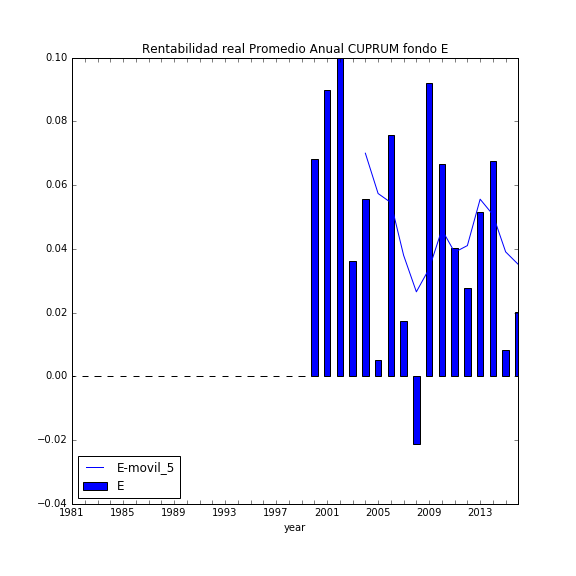 Rentabilidad real Promedio Anual CUPRUM fondo E
0.10
0.08
0.06
0.04
0.02
0.00
−0.02
−0.04
E-movil_5
E
1981 1985 1989 1993 1997 2001 2005 2009 2013
year